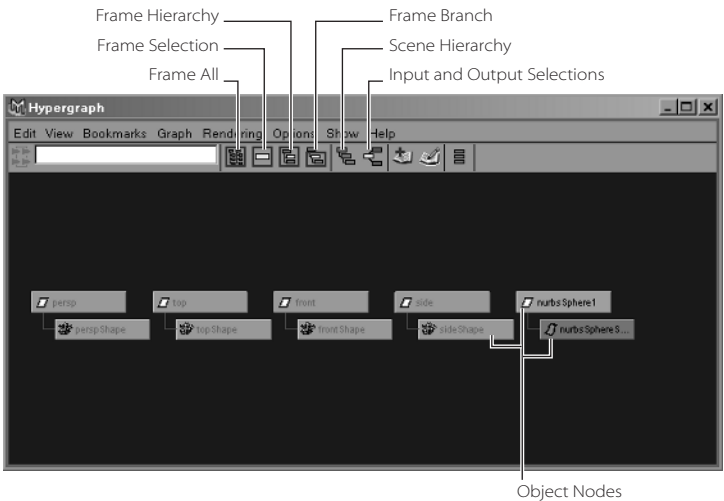 Frame Hierarchy
Frame Branch
Frame Selection
Scene Hierarchy
Frame All
Input and Output Selections
Hypergraph
Edit View Bookmarks Graph Rendering Options Show Help
persp
top
front
side
nurbsSphere1
perspShape
topShape
frontShape
sideShape
nurbsSphereS...
Object Nodes